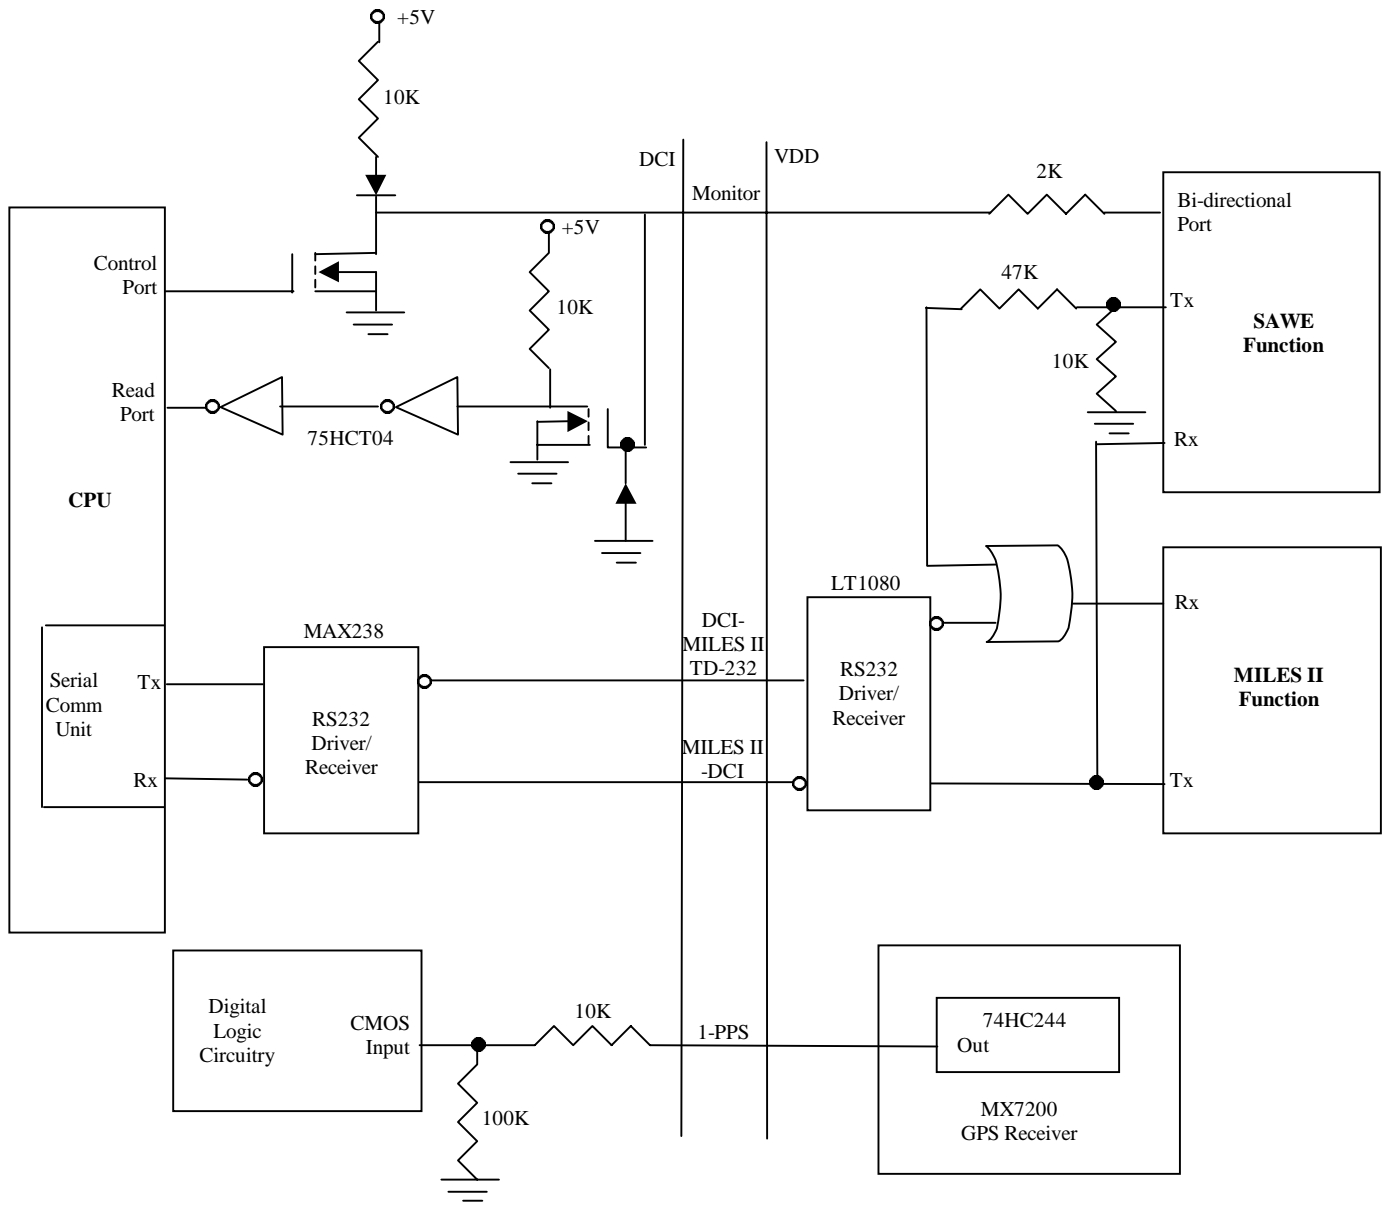 +5V
10K
DCI
VDD
2K
Monitor
Bi-directional
Port
+5V
Control
Port
47K
Tx
10K
SAWE
Function
10K
Read
Port
75HCT04
Rx
CPU
LT1080
DCI-
MILES II
TD-232
Rx
MAX238
Serial
Comm
Unit
Tx
RS232
Driver/
Receiver
RS232
Driver/
Receiver
MILES II
Function
MILES II
-DCI
Rx
Tx
Digital
Logic
Circuitry
CMOS
Input
10K
1-PPS
74HC244
Out
100K
MX7200
GPS Receiver